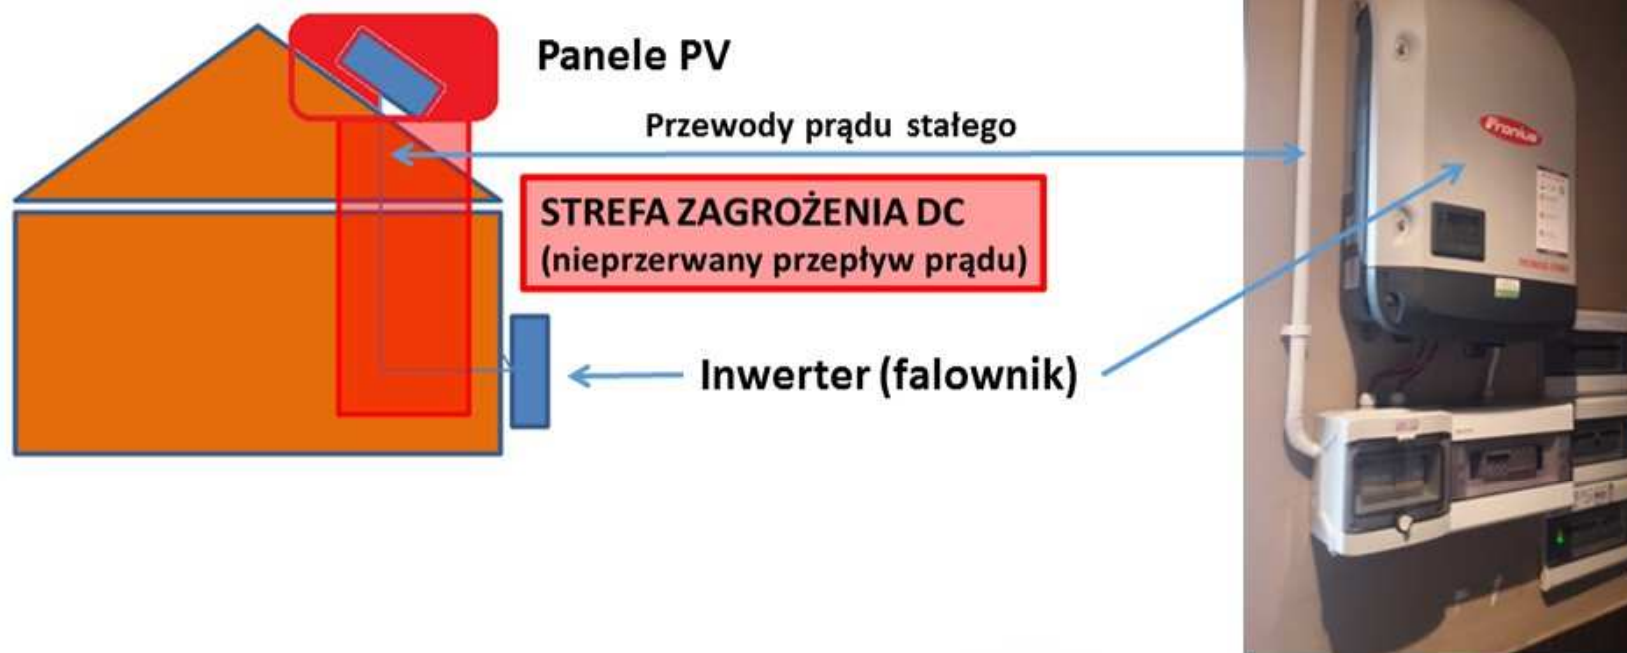 Panele PV
Przewody prądu stałego
STREFA ZAGROŻENIA DC
(nieprzerwany przepływ prądu)
Inwerter (falownik)
Fronius